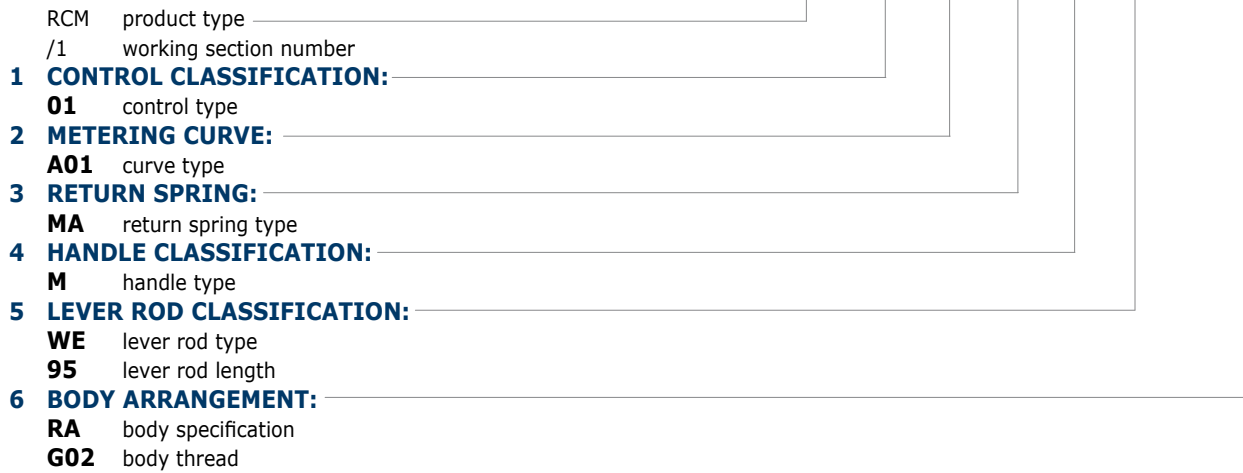 RCM product type
/1 working section number
1 CONTROL CLASSIFICATION:
01 control type
2 METERING CURVE:
A01 curve type
3 RETURN SPRING:
MA return spring type
4 HANDLE CLASSIFICATION:
M handle type
5 LEVER ROD CLASSIFICATION:
WE lever rod type
95 lever rod length
6 BODY ARRANGEMENT:
RA body specification
G02 body thread